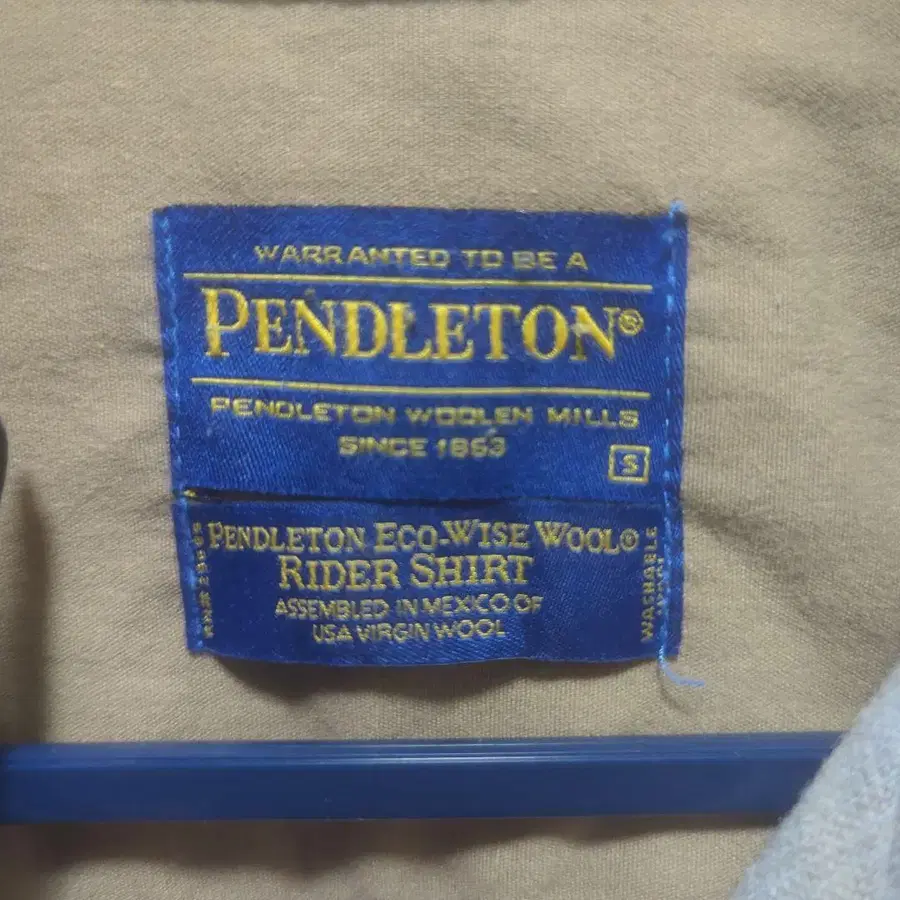 WARRANTED TO BE A
PENDLETON®
PENDLETON WOOLEN MILLS
SINCE 1863
S
PENDLETON ECO-WISE WOOL®
RIDER SHIRT
ASSEMBLED IN MEXICO OF
USA VIRGIN WOOL
WASHABLE